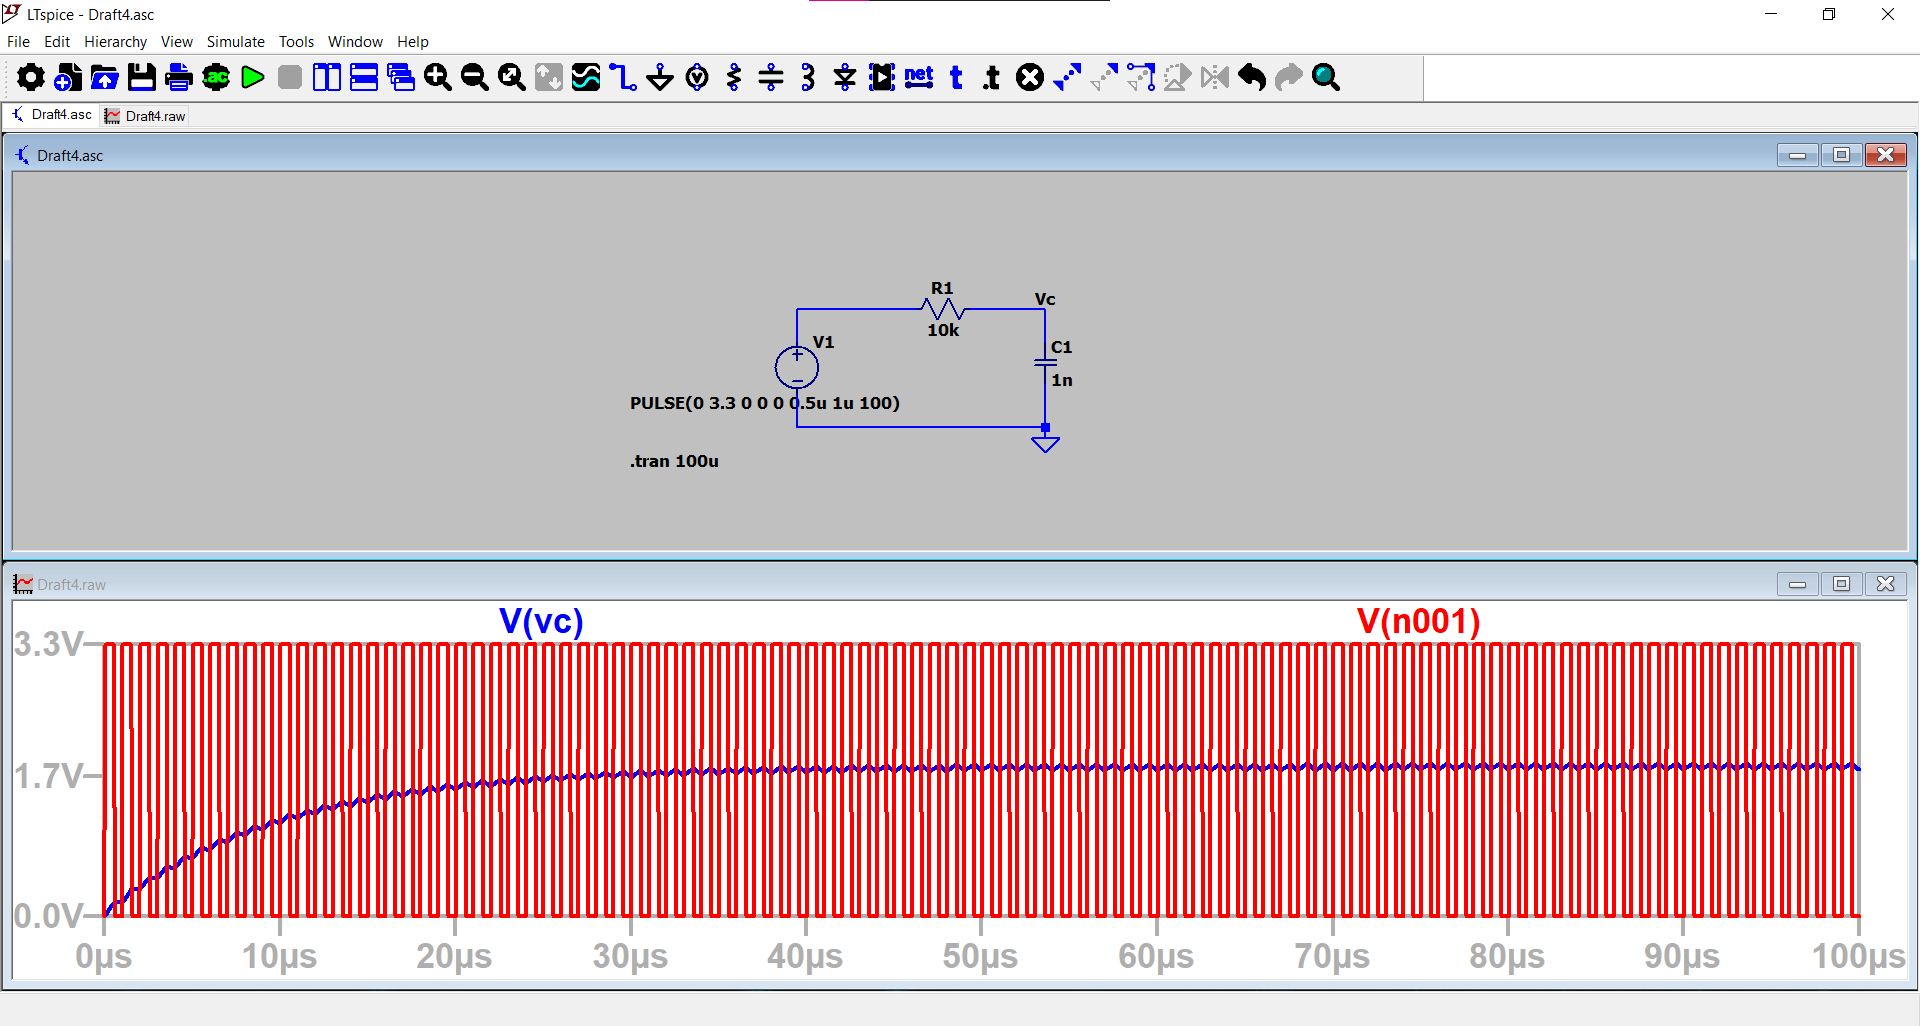 LTspice - Draft4.asc
File Edit Hierarchy View Simulate Tools Window Help
.ac net t .t
Draft4.asc Draft4.raw
Draft4.asc
R1
Vc
10k
V1
C1
1n
PULSE(0 3.3 0 0 0 0.5u 1u 100)
.tran 100u
Draft4.raw
V(vc) V(n001)
3.3V
1.7V
0.0V
0µs 10µs 20µs 30µs 40µs 50µs 60µs 70µs 80µs 90µs 100µs